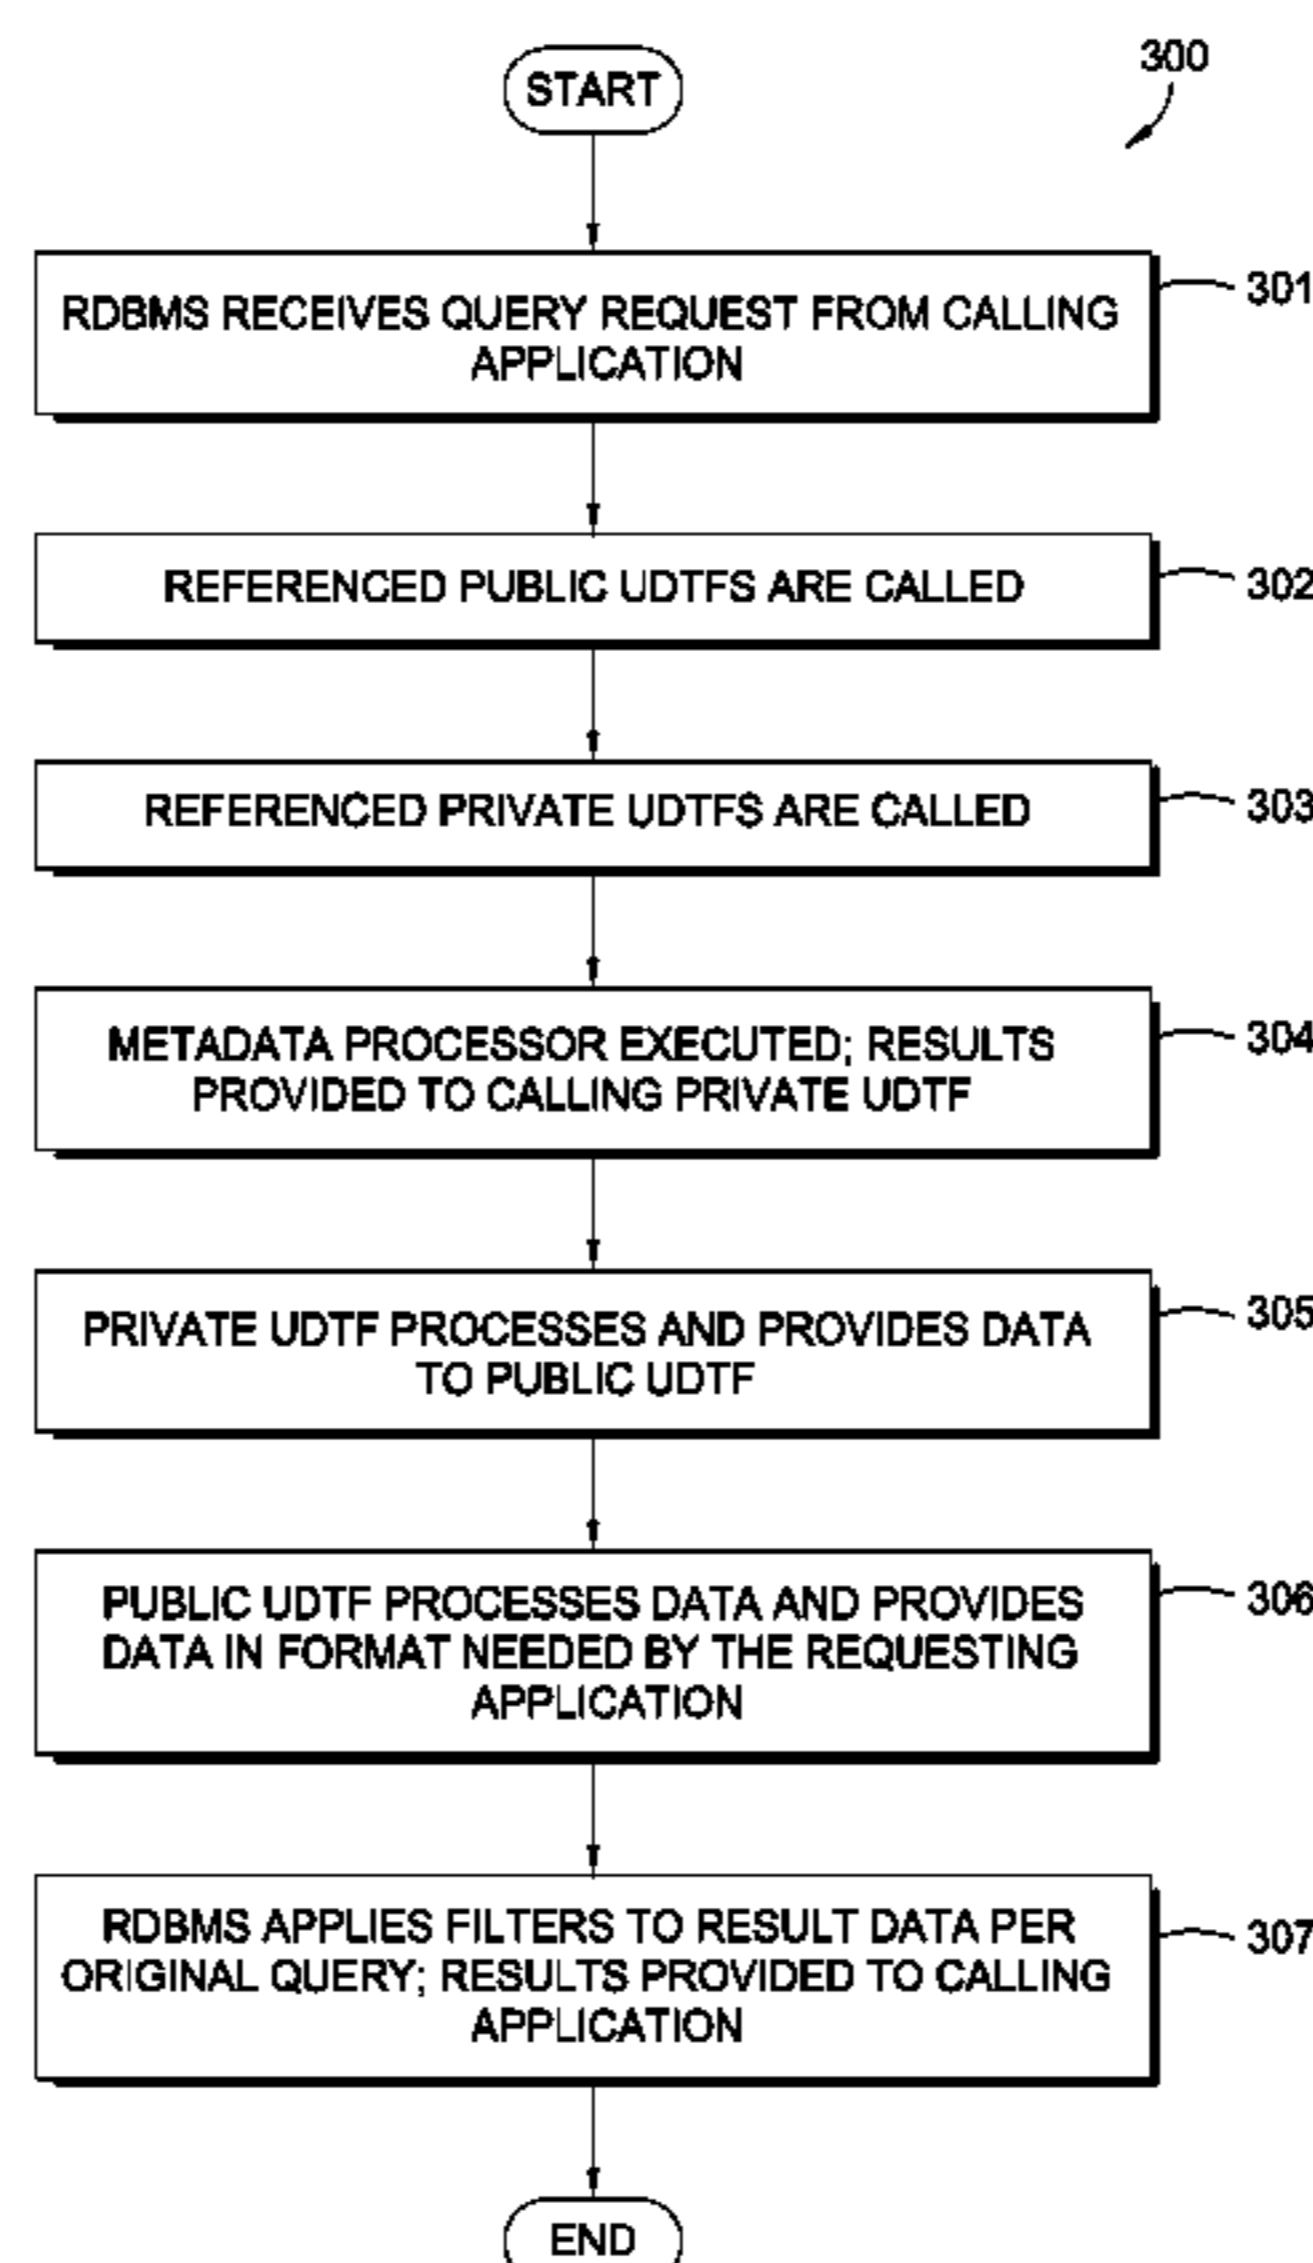 START
300
RDBMS RECEIVES QUERY REQUEST FROM CALLING
APPLICATION
301
REFERENCED PUBLIC UDTFS ARE CALLED
302
REFERENCED PRIVATE UDTFS ARE CALLED
303
METADATA PROCESSOR EXECUTED; RESULTS
PROVIDED TO CALLING PRIVATE UDTF
304
PRIVATE UDTF PROCESSES AND PROVIDES DATA
TO PUBLIC UDTF
305
PUBLIC UDTF PROCESSES DATA AND PROVIDES
DATA IN FORMAT NEEDED BY THE REQUESTING
APPLICATION
306
RDBMS APPLIES FILTERS TO RESULT DATA PER
ORIGINAL QUERY; RESULTS PROVIDED TO CALLING
APPLICATION
307
END